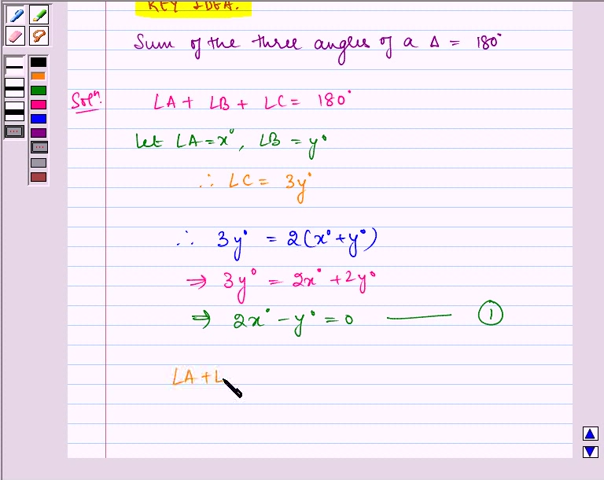 KEY IDEA.
Sum of the three angles of a Δ = 180°
Solⁿ.
∠A + ∠B + ∠C = 180°
Let ∠A = x°, ∠B = y°
∴ ∠C = 3y°
∴ 3y° = 2(x° + y°)
⇒ 3y° = 2x° + 2y°
⇒ 2x° - y° = 0 ——— ①
∠A + ∠